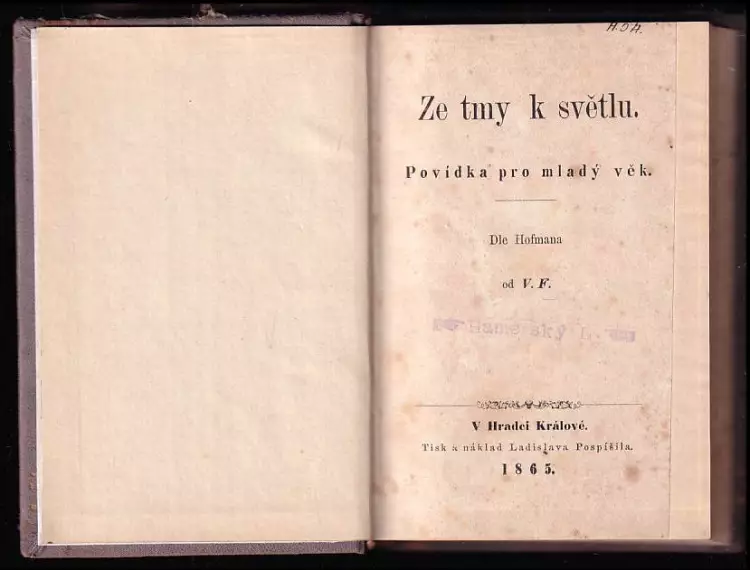 Ze tmy k světlu.
Povídka pro mladý věk.
Dle Hofmana
od V. F.
V Hradci Králové.
Tisk a náklad Ladislava Pospíšila.
1865.